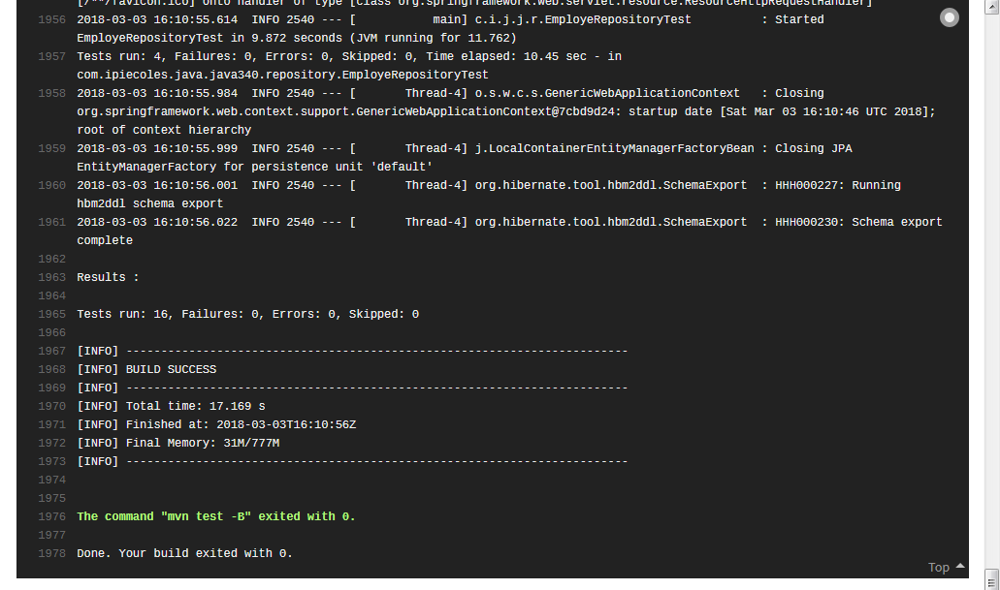 [/**/favicon.ico] onto handler of type [class org.springframework.web.servlet.resource.ResourceHttpRequestHandler]
1956 2018-03-03 16:10:55.614  INFO 2540 --- [           main] c.i.j.j.r.EmployeRepositoryTest          : Started
EmployeRepositoryTest in 9.872 seconds (JVM running for 11.762)
1957 Tests run: 4, Failures: 0, Errors: 0, Skipped: 0, Time elapsed: 10.45 sec - in
com.ipiecoles.java.java340.repository.EmployeRepositoryTest
1958 2018-03-03 16:10:55.984  INFO 2540 --- [       Thread-4] o.s.w.c.s.GenericWebApplicationContext   : Closing
org.springframework.web.context.support.GenericWebApplicationContext@7cbd9d24: startup date [Sat Mar 03 16:10:46 UTC 2018];
root of context hierarchy
1959 2018-03-03 16:10:55.999  INFO 2540 --- [       Thread-4] j.LocalContainerEntityManagerFactoryBean : Closing JPA
EntityManagerFactory for persistence unit 'default'
1960 2018-03-03 16:10:56.001  INFO 2540 --- [       Thread-4] org.hibernate.tool.hbm2ddl.SchemaExport  : HHH000227: Running
hbm2ddl schema export
1961 2018-03-03 16:10:56.022  INFO 2540 --- [       Thread-4] org.hibernate.tool.hbm2ddl.SchemaExport  : HHH000230: Schema export
complete
1962
1963 Results :
1964
1965 Tests run: 16, Failures: 0, Errors: 0, Skipped: 0
1966
1967 [INFO] ------------------------------------------------------------------------
1968 [INFO] BUILD SUCCESS
1969 [INFO] ------------------------------------------------------------------------
1970 [INFO] Total time: 17.169 s
1971 [INFO] Finished at: 2018-03-03T16:10:56Z
1972 [INFO] Final Memory: 31M/777M
1973 [INFO] ------------------------------------------------------------------------
1974
1975
1976 The command "mvn test -B" exited with 0.
1977
1978 Done. Your build exited with 0.
Top